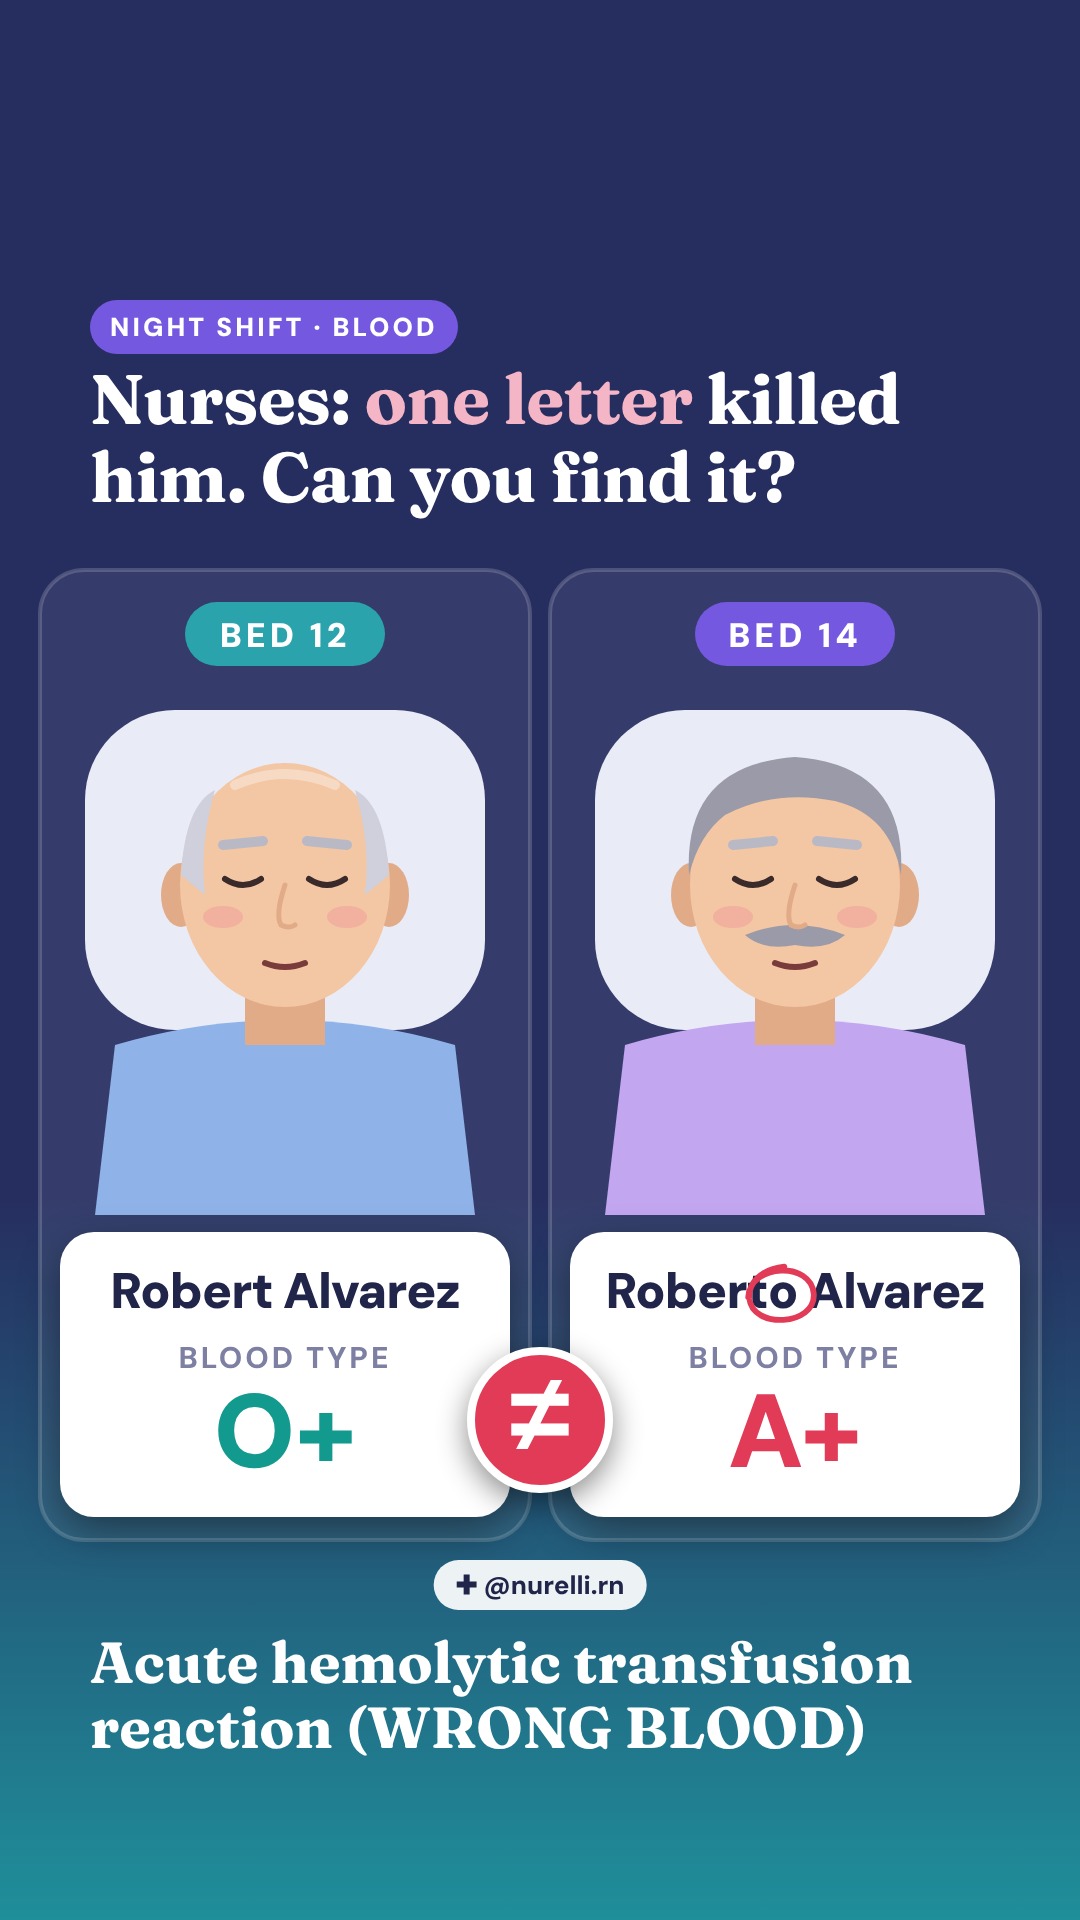 NIGHT SHIFT · BLOOD
Nurses: one letter killed
him. Can you find it?
BED 12
BED 14
Robert Alvarez
BLOOD TYPE
O+
Roberto Alvarez
BLOOD TYPE
A+
≠
@nurelli.rn
Acute hemolytic transfusion
reaction (WRONG BLOOD)